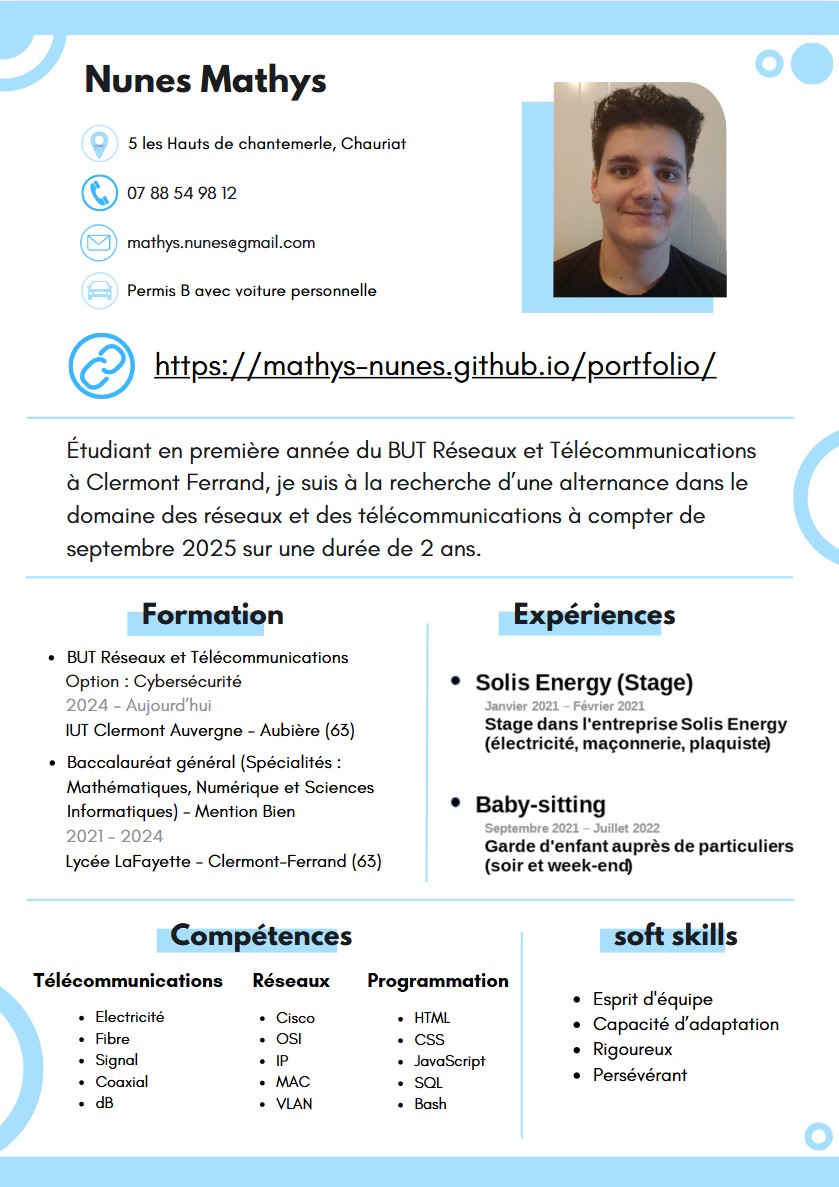 Nunes Mathys
5 les Hauts de chantemerle, Chauriat
07 88 54 98 12
mathys.nunes@gmail.com
Permis B avec voiture personnelle
https://mathys-nunes.github.io/portfolio/
Étudiant en première année du BUT Réseaux et Télécommunications
à Clermont Ferrand, je suis à la recherche d’une alternance dans le
domaine des réseaux et des télécommunications à compter de
septembre 2025 sur une durée de 2 ans.
Formation
• BUT Réseaux et Télécommunications
Option : Cybersécurité
2024 - Aujourd’hui
IUT Clermont Auvergne - Aubière (63)
• Baccalauréat général (Spécialités :
Mathématiques, Numérique et Sciences
Informatiques) - Mention Bien
2021 - 2024
Lycée LaFayette - Clermont-Ferrand (63)
Expériences
• Solis Energy (Stage)
Janvier 2021 – Février 2021
Stage dans l'entreprise Solis Energy
(électricité, maçonnerie, plaquiste)
• Baby-sitting
Septembre 2021 – Juillet 2022
Garde d'enfant auprès de particuliers
(soir et week-end)
Compétences
Télécommunications
• Electricité
• Fibre
• Signal
• Coaxial
• dB
Réseaux
• Cisco
• OSI
• IP
• MAC
• VLAN
Programmation
• HTML
• CSS
• JavaScript
• SQL
• Bash
soft skills
• Esprit d'équipe
• Capacité d’adaptation
• Rigoureux
• Persévérant